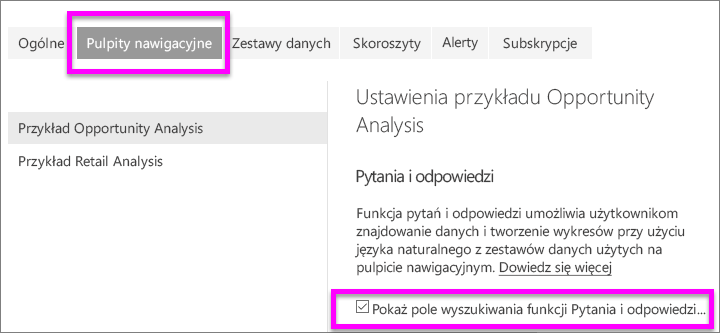 Ogólne Pulpity nawigacyjne Zestawy danych Skoroszyty Alerty Subskrypcje
Przykład Opportunity Analysis
Przykład Retail Analysis
Ustawienia przykładu Opportunity
Analysis
Pytania i odpowiedzi
Funkcja pytań i odpowiedzi umożliwia użytkownikom
znajdowanie danych i tworzenie wykresów przy użyciu
języka naturalnego z zestawów danych użytych na
pulpicie nawigacyjnym. Dowiedz się więcej
Pokaż pole wyszukiwania funkcji Pytania i odpowiedzi...